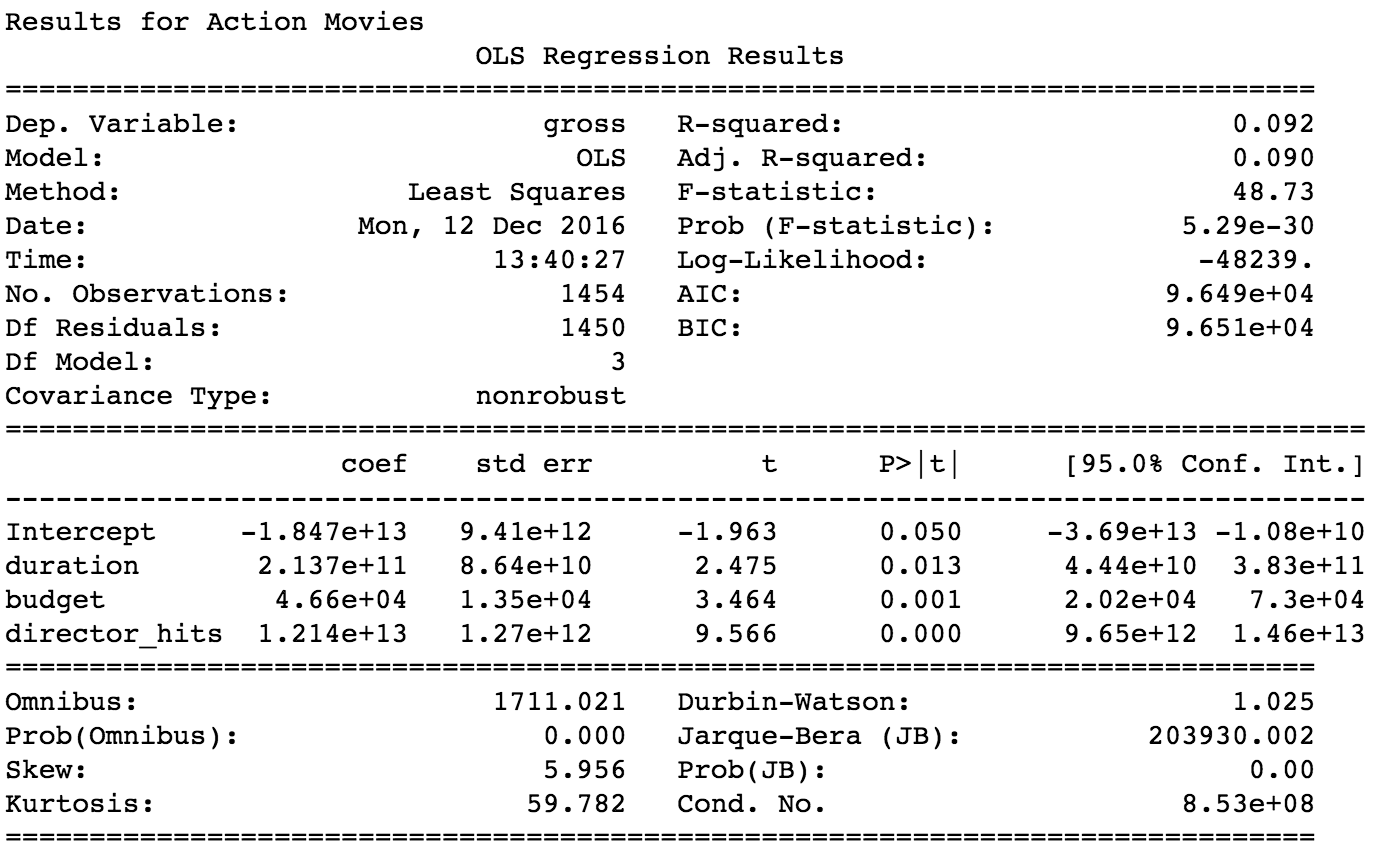 Results for Action Movies
                            OLS Regression Results
==============================================================================
Dep. Variable:                  gross   R-squared:                       0.092
Model:                            OLS   Adj. R-squared:                  0.090
Method:                 Least Squares   F-statistic:                     48.73
Date:                Mon, 12 Dec 2016   Prob (F-statistic):           5.29e-30
Time:                        13:40:27   Log-Likelihood:                -48239.
No. Observations:                1454   AIC:                         9.649e+04
Df Residuals:                    1450   BIC:                         9.651e+04
Df Model:                           3
Covariance Type:            nonrobust
=================================================================================
                    coef    std err          t      P>|t|      [95.0% Conf. Int.]
---------------------------------------------------------------------------------
Intercept     -1.847e+13   9.41e+12     -1.963      0.050     -3.69e+13 -1.08e+10
duration       2.137e+11   8.64e+10      2.475      0.013      4.44e+10  3.83e+11
budget          4.66e+04   1.35e+04      3.464      0.001      2.02e+04   7.3e+04
director_hits  1.214e+13   1.27e+12      9.566      0.000      9.65e+12  1.46e+13
==============================================================================
Omnibus:                     1711.021   Durbin-Watson:                   1.025
Prob(Omnibus):                  0.000   Jarque-Bera (JB):           203930.002
Skew:                           5.956   Prob(JB):                         0.00
Kurtosis:                      59.782   Cond. No.                     8.53e+08
==============================================================================